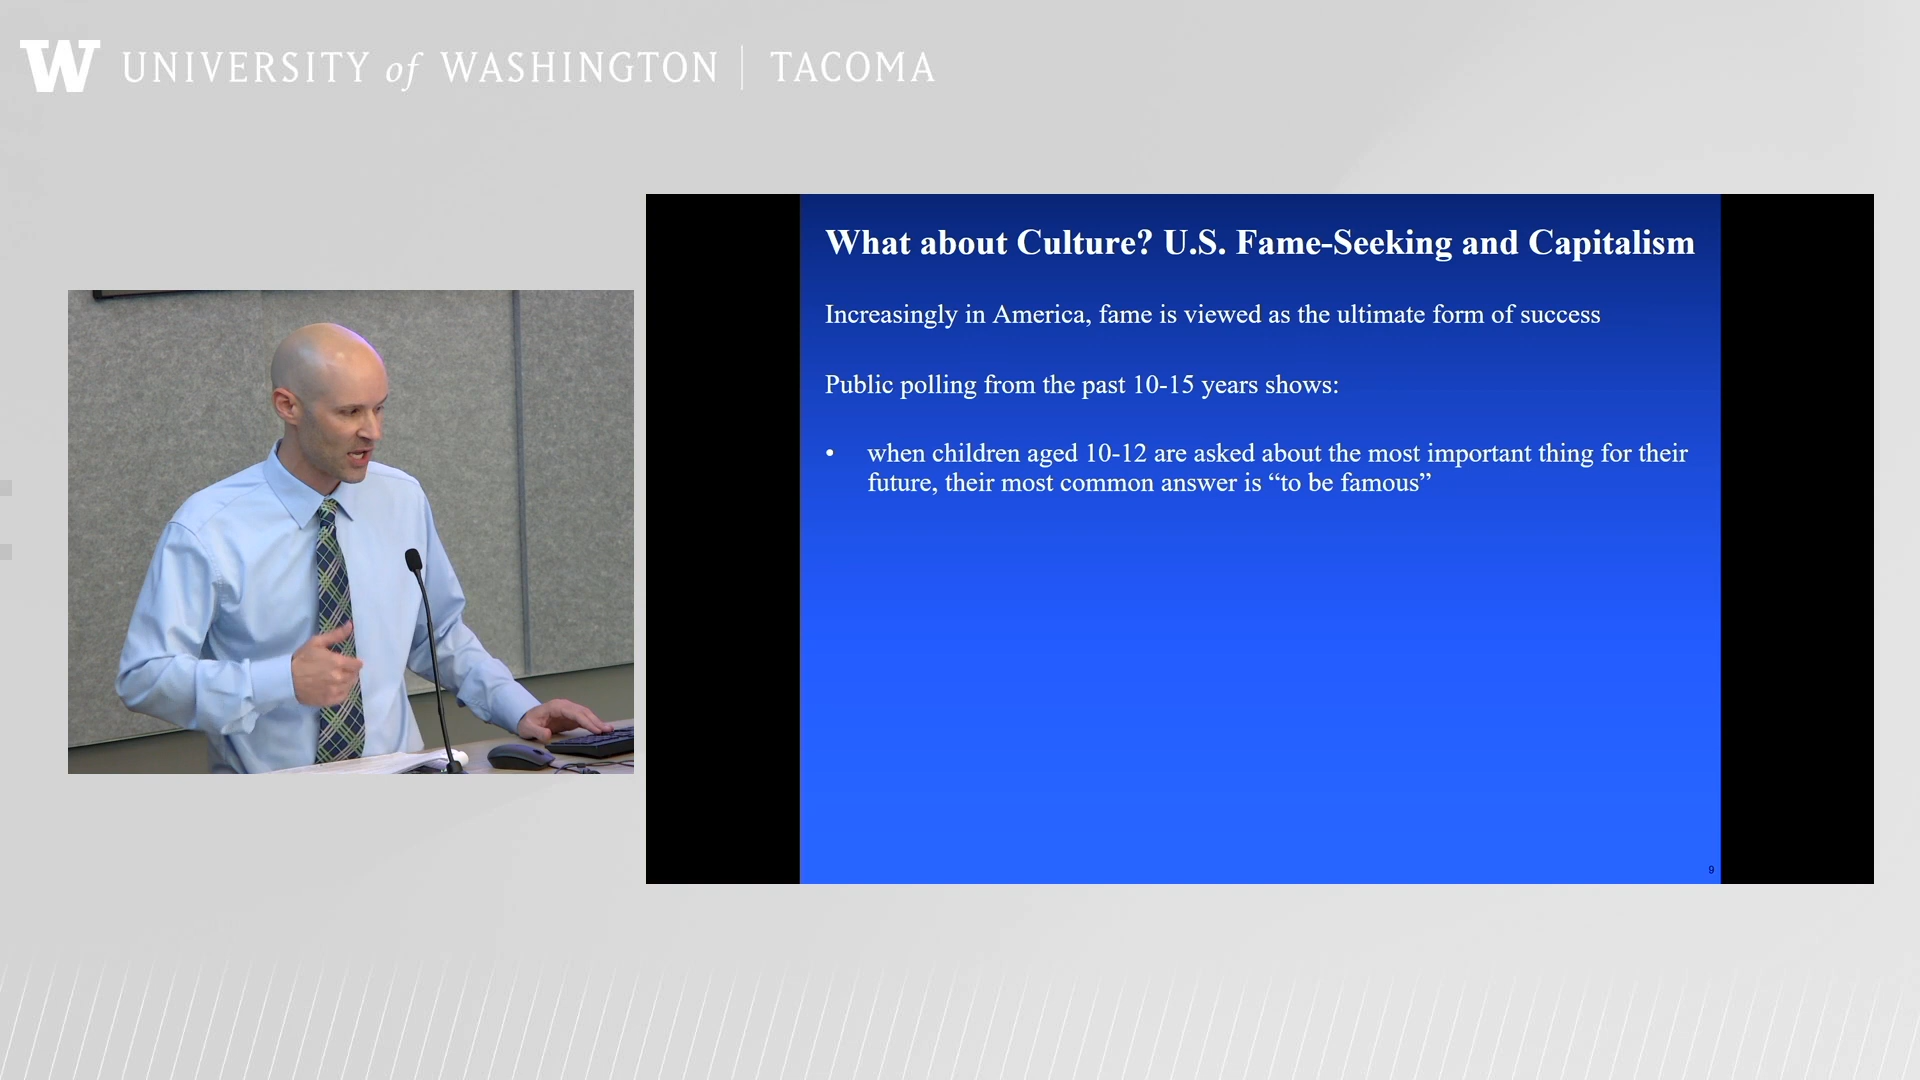 W UNIVERSITY of WASHINGTON | TACOMA
What about Culture? U.S. Fame-Seeking and Capitalism
Increasingly in America, fame is viewed as the ultimate form of success
Public polling from the past 10-15 years shows:
• when children aged 10-12 are asked about the most important thing for their
future, their most common answer is “to be famous”
9